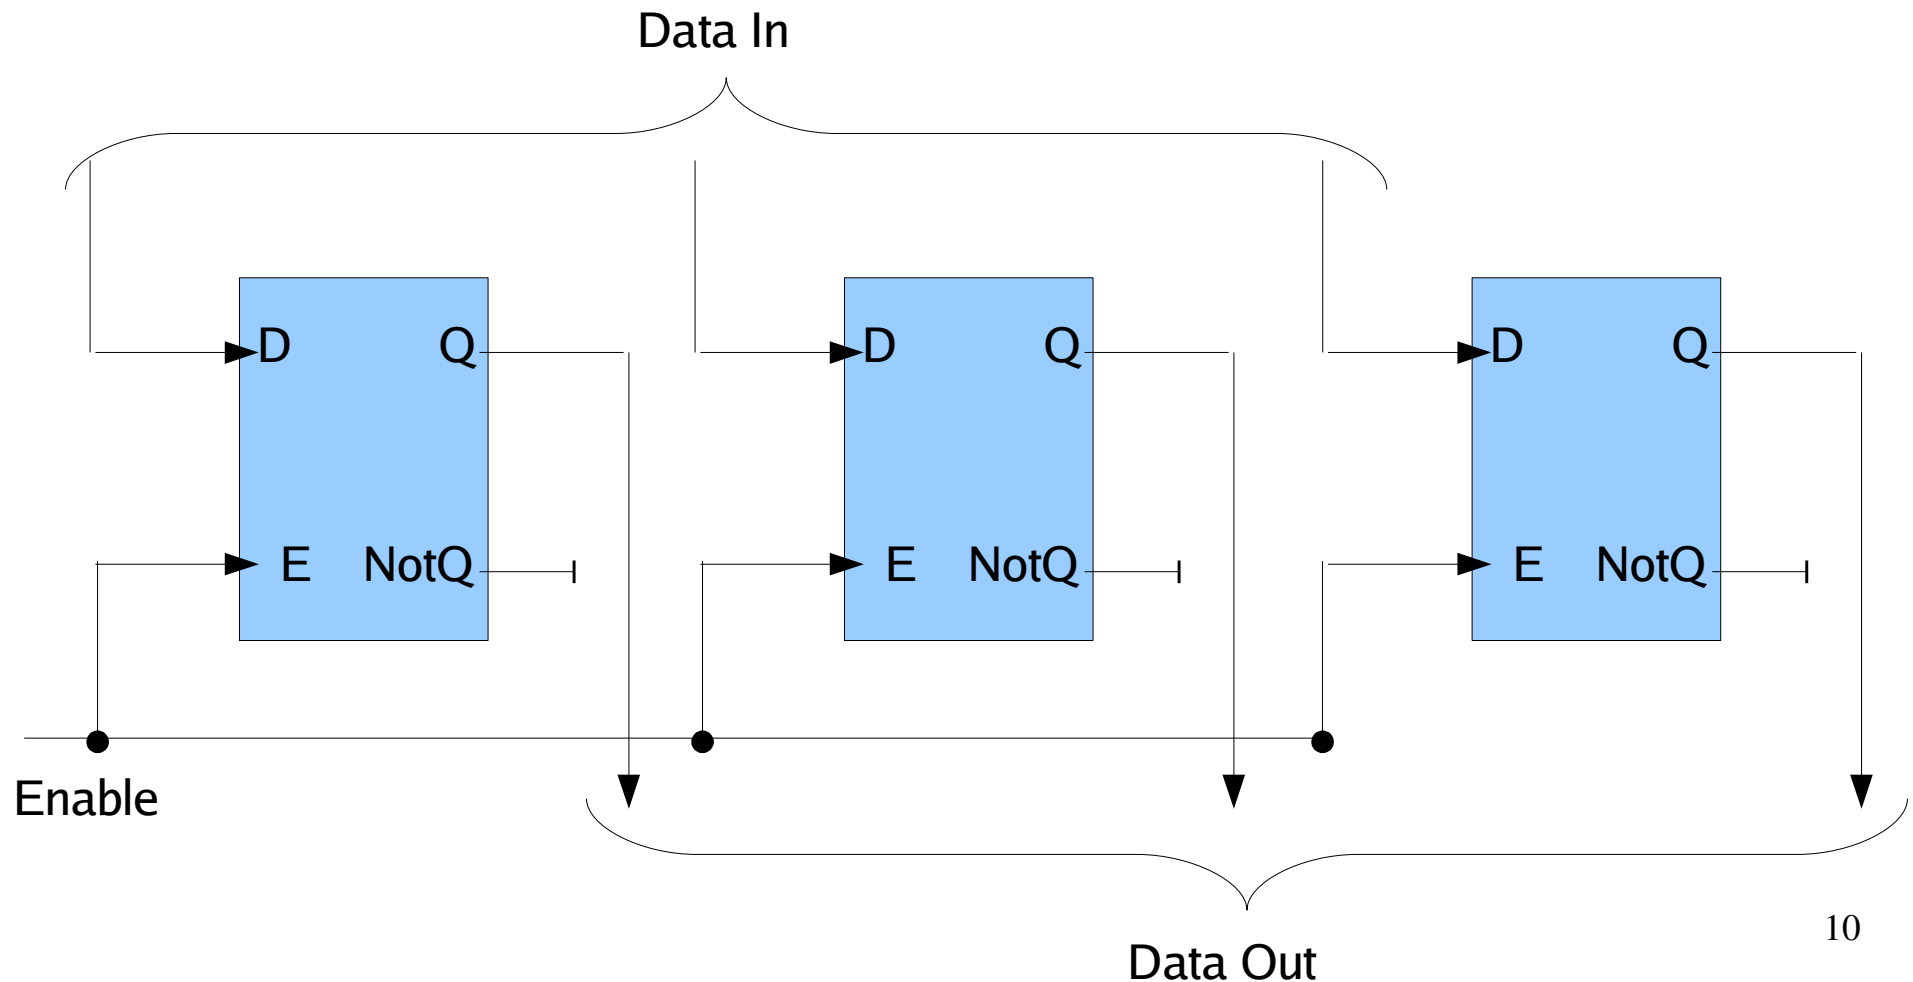 Data In
D Q D Q D Q
E NotQ E NotQ E NotQ
Enable
10
Data Out